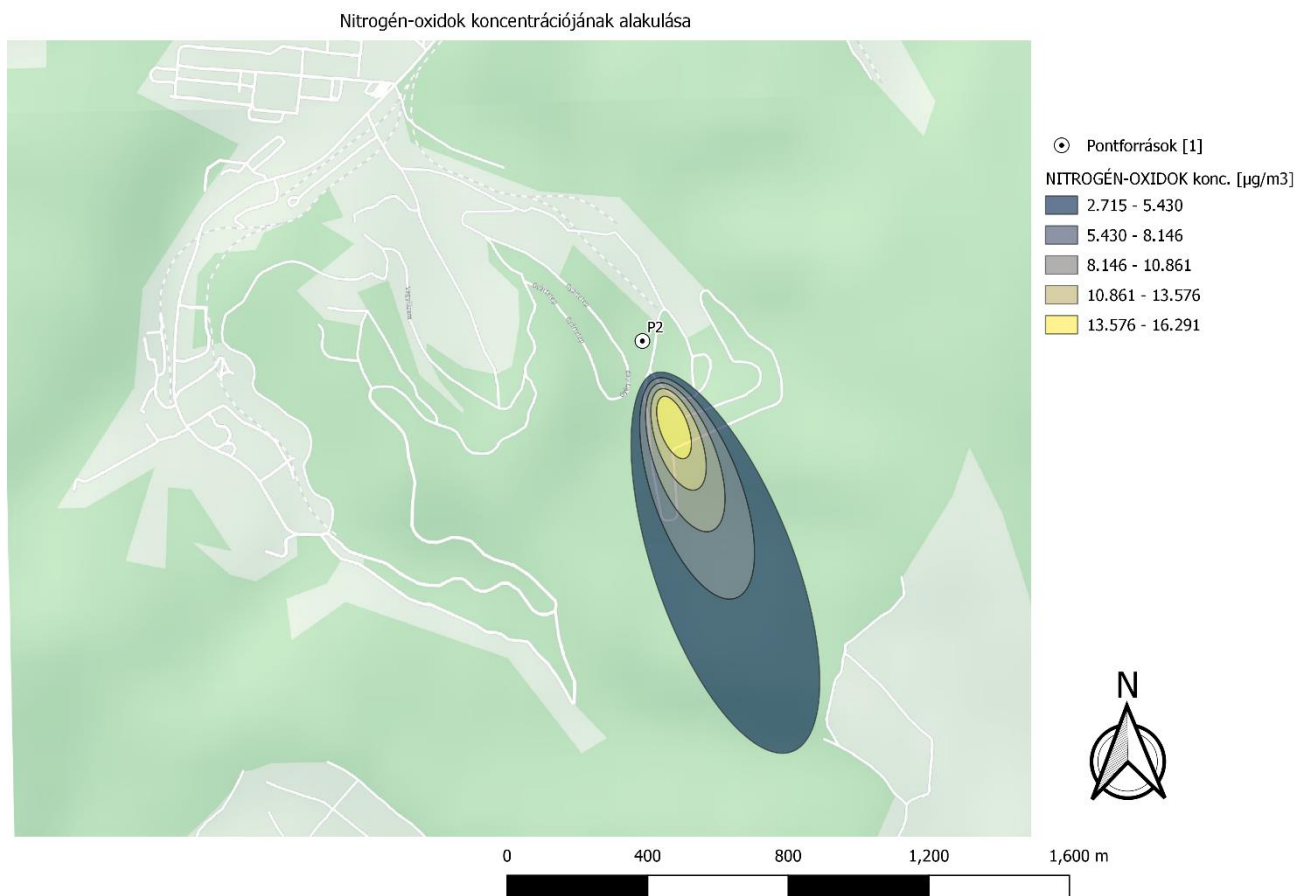 Nitrogén-oxidok koncentrációjának alakulása
P2
Pontforrások [1]
NITROGÉN-OXIDOK konc. [µg/m3]
2.715 - 5.430
5.430 - 8.146
8.146 - 10.861
10.861 - 13.576
13.576 - 16.291
N
0 400 800 1,200 1,600 m